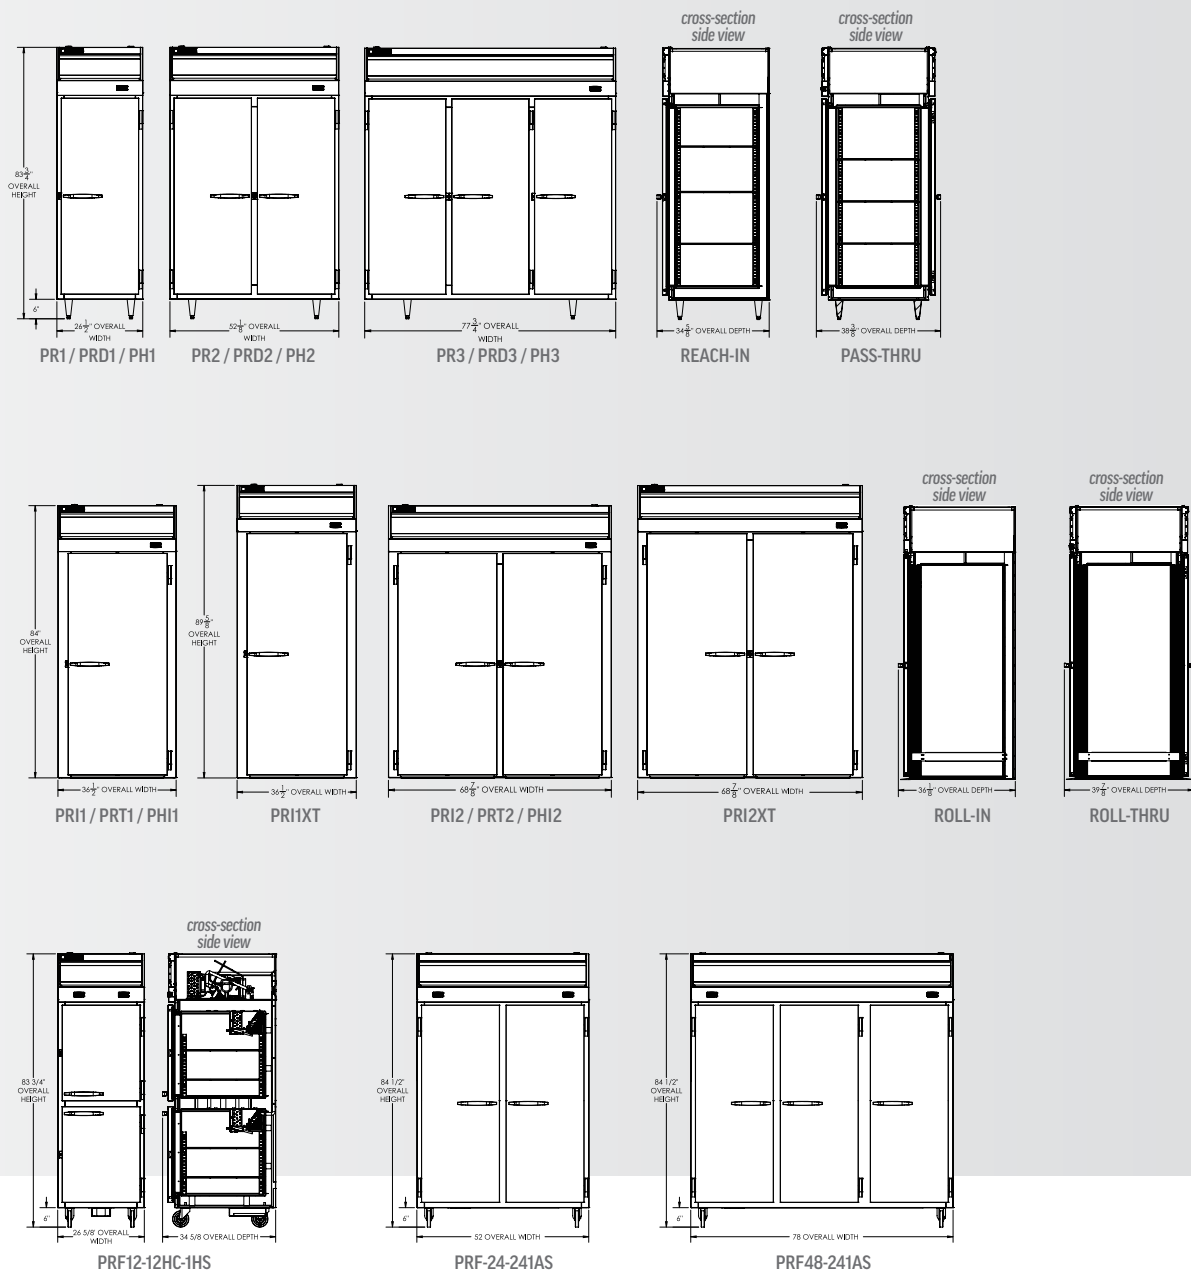 cross-section
side view
cross-section
side view
83 3/4"
OVERALL
HEIGHT
6"
26 1/2" OVERALL
WIDTH
52 1/8" OVERALL
WIDTH
77 3/4" OVERALL
WIDTH
34 5/8" OVERALL DEPTH
38 3/8" OVERALL DEPTH
PR1 / PRD1 / PH1
PR2 / PRD2 / PH2
PR3 / PRD3 / PH3
REACH-IN
PASS-THRU
cross-section
side view
cross-section
side view
84"
OVERALL
HEIGHT
89 5/8"
OVERALL
HEIGHT
36 1/2" OVERALL WIDTH
36 1/2" OVERALL WIDTH
68 7/8" OVERALL WIDTH
68 7/8" OVERALL WIDTH
36 1/8" OVERALL DEPTH
39 7/8" OVERALL DEPTH
PRI1 / PRT1 / PHI1
PRI1XT
PRI2 / PRT2 / PHI2
PRI2XT
ROLL-IN
ROLL-THRU
cross-section
side view
83 3/4"
OVERALL
HEIGHT
6"
26 5/8' OVERALL
WIDTH
34 5/8 OVERALL DEPTH
84 1/2"
OVERALL
HEIGHT
6"
52 OVERALL WIDTH
84 1/2"
OVERALL
HEIGHT
6"
78 OVERALL WIDTH
PRF12-12HC-1HS
PRF-24-241AS
PRF48-241AS